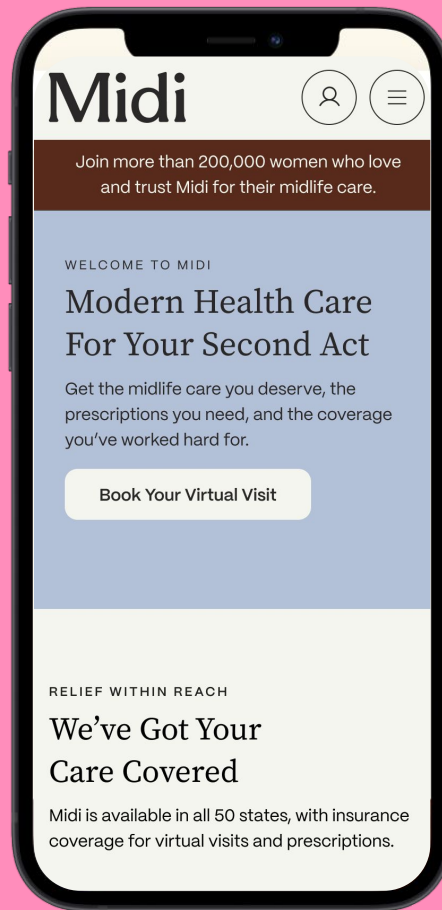 Midi
Join more than 200,000 women who love
and trust Midi for their midlife care.
WELCOME TO MIDI
Modern Health Care
For Your Second Act
Get the midlife care you deserve, the
prescriptions you need, and the coverage
you’ve worked hard for.
Book Your Virtual Visit
RELIEF WITHIN REACH
We’ve Got Your
Care Covered
Midi is available in all 50 states, with insurance
coverage for virtual visits and prescriptions.